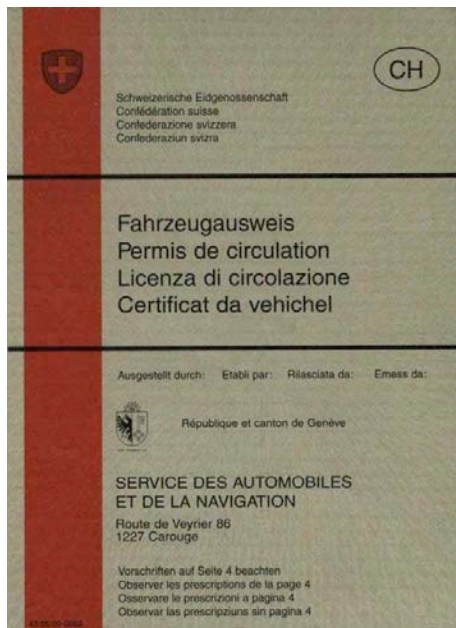 CH
Schweizerische Eidgenossenschaft
Confédération suisse
Confederazione svizzera
Confederaziun svizra
Fahrzeugausweis
Permis de circulation
Licenza di circolazione
Certificat da vehichel
Ausgestellt durch: Etabli par: Rilasciata da: Emess da:
République et canton de Genève
SERVICE DES AUTOMOBILES
ET DE LA NAVIGATION
Route de Veyrier 86
1227 Carouge
Vorschriften auf Seite 4 beachten
Observer les prescriptions de la page 4
Osservare le prescrizioni a pagina 4
Observar las prescripziuns sin pagina 4